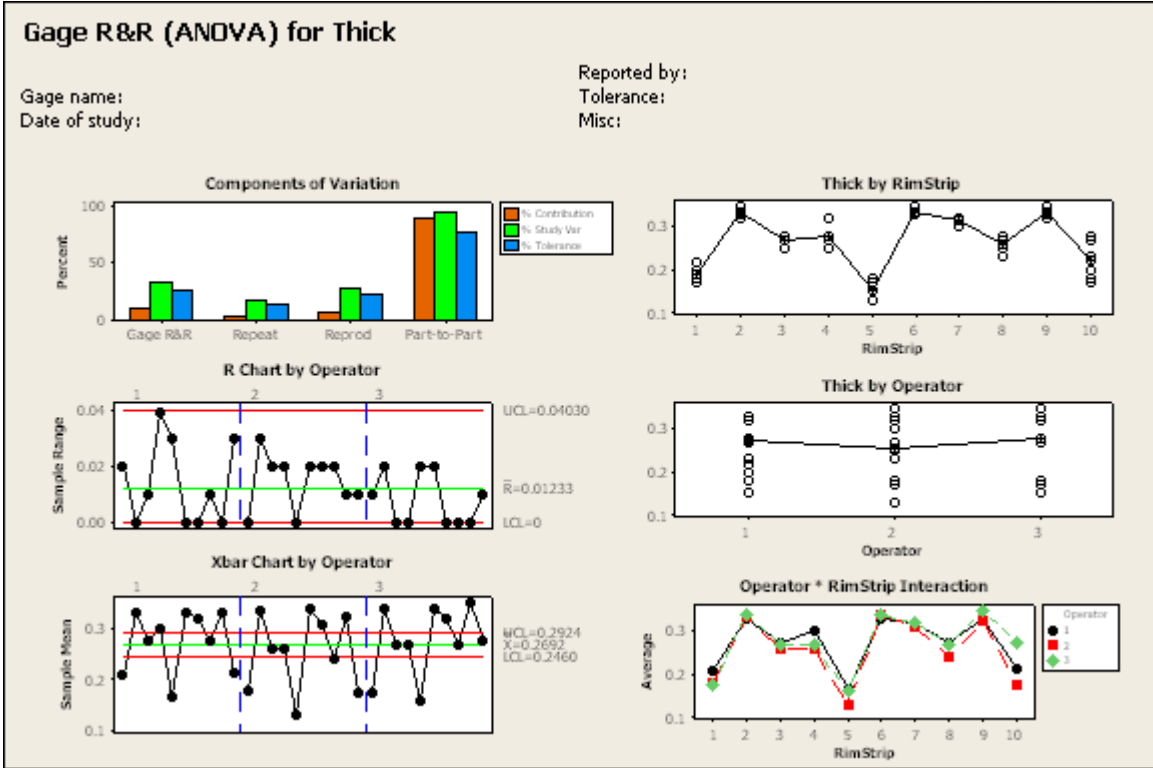 Gage R&R (ANOVA) for Thick
Reported by:
Gage name:
Tolerance:
Date of study:
Misc:
Components of Variation
100
50
0
Percent
Gage R&R Repeat Reprod Part-to-Part
% Contribution
% Study Var
% Tolerance
R Chart by Operator
1 2 3
0.04
0.02
0.00
Sample Range
UCL=0.04030
R=0.01233
LCL=0
Xbar Chart by Operator
1 2 3
0.3
0.2
0.1
Sample Mean
UCL=0.2924
X=0.2692
LCL=0.2460
Thick by RimStrip
0.3
0.2
0.1
1 2 3 4 5 6 7 8 9 10
RimStrip
Thick by Operator
0.3
0.2
0.1
1 2 3
Operator
Operator * RimStrip Interaction
0.3
0.2
0.1
Average
1 2 3 4 5 6 7 8 9 10
RimStrip
Operator
1
2
3